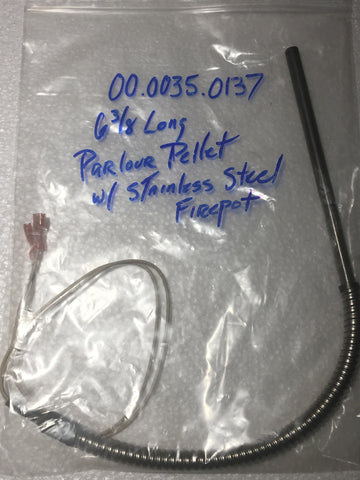 00.0035.0137
6 3/8 Long
Parlour Pellet
w/ Stainless Steel
Firepot